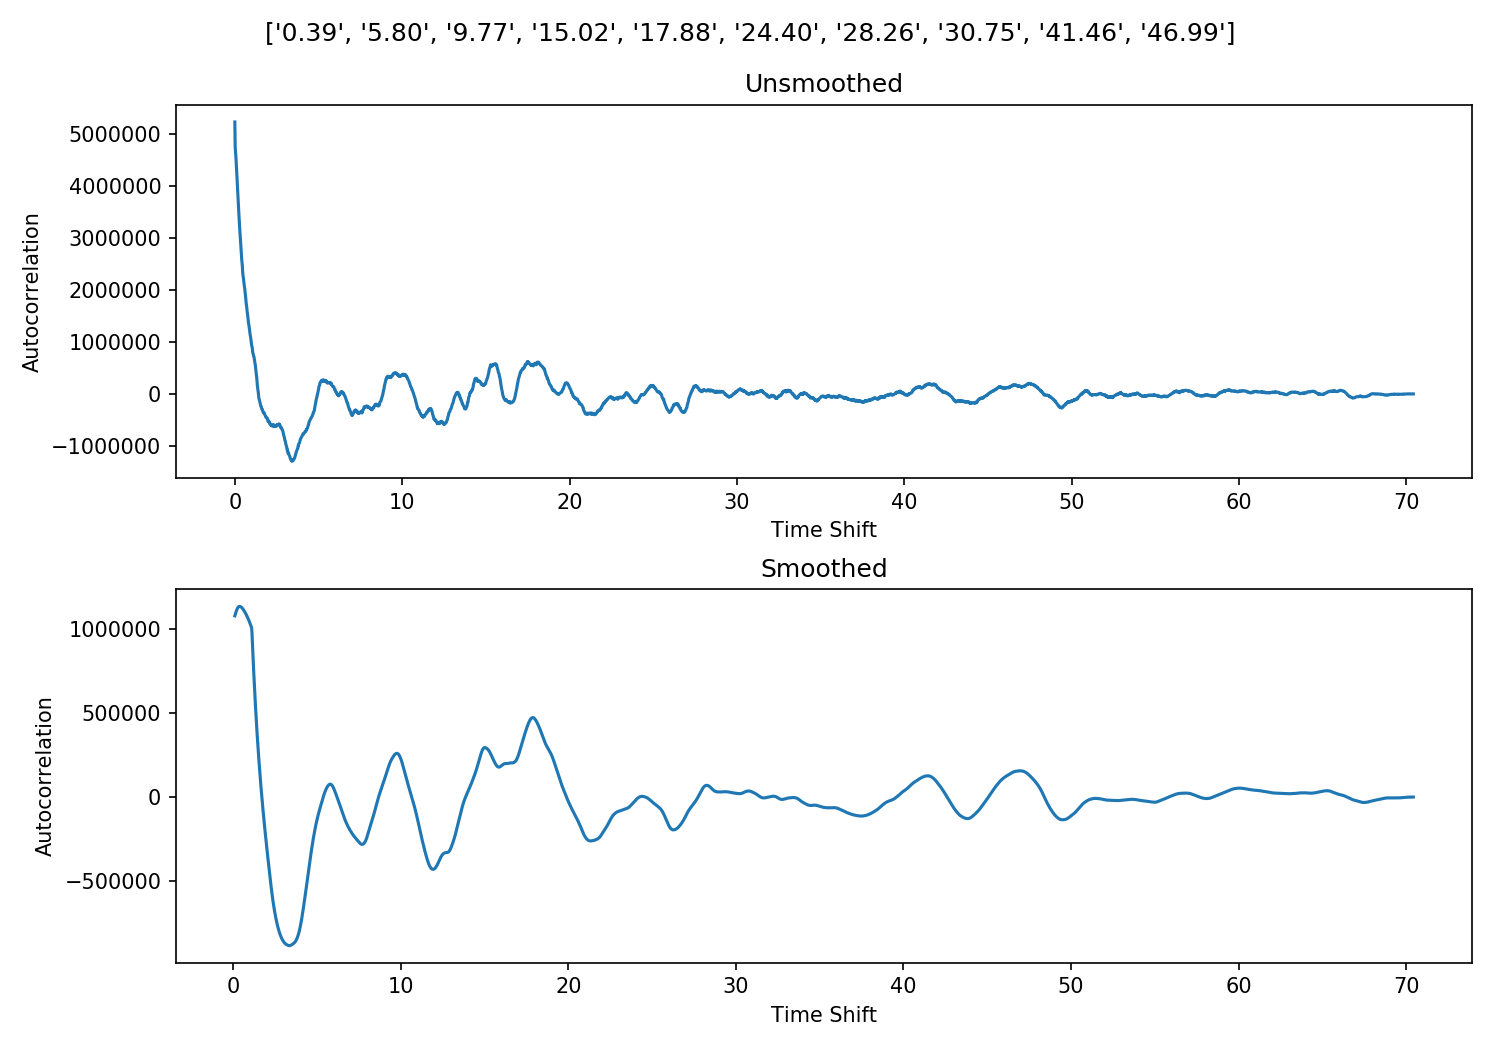 ['0.39', '5.80', '9.77', '15.02', '17.88', '24.40', '28.26', '30.75', '41.46', '46.99']
Unsmoothed
Autocorrelation
5000000
4000000
3000000
2000000
1000000
0
−1000000
0 10 20 30 40 50 60 70
Time Shift
Smoothed
Autocorrelation
1000000
500000
0
−500000
0 10 20 30 40 50 60 70
Time Shift